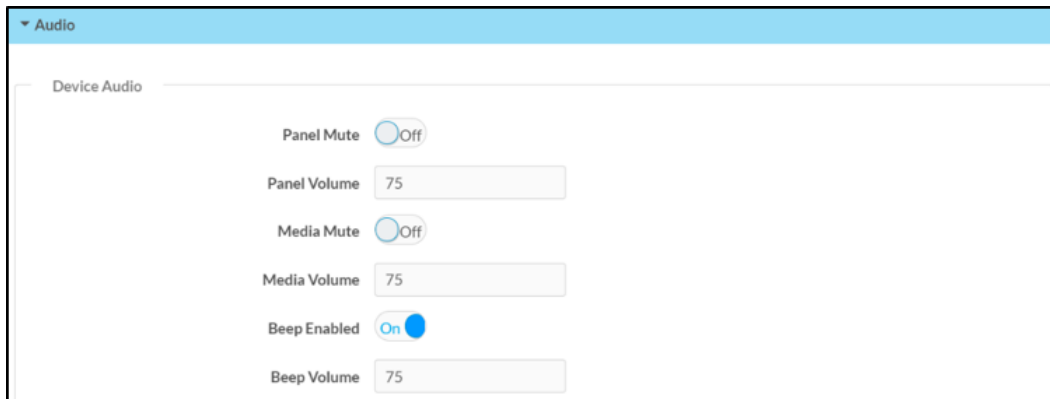 Audio
Device Audio
Panel Mute Off
Panel Volume 75
Media Mute Off
Media Volume 75
Beep Enabled On
Beep Volume 75